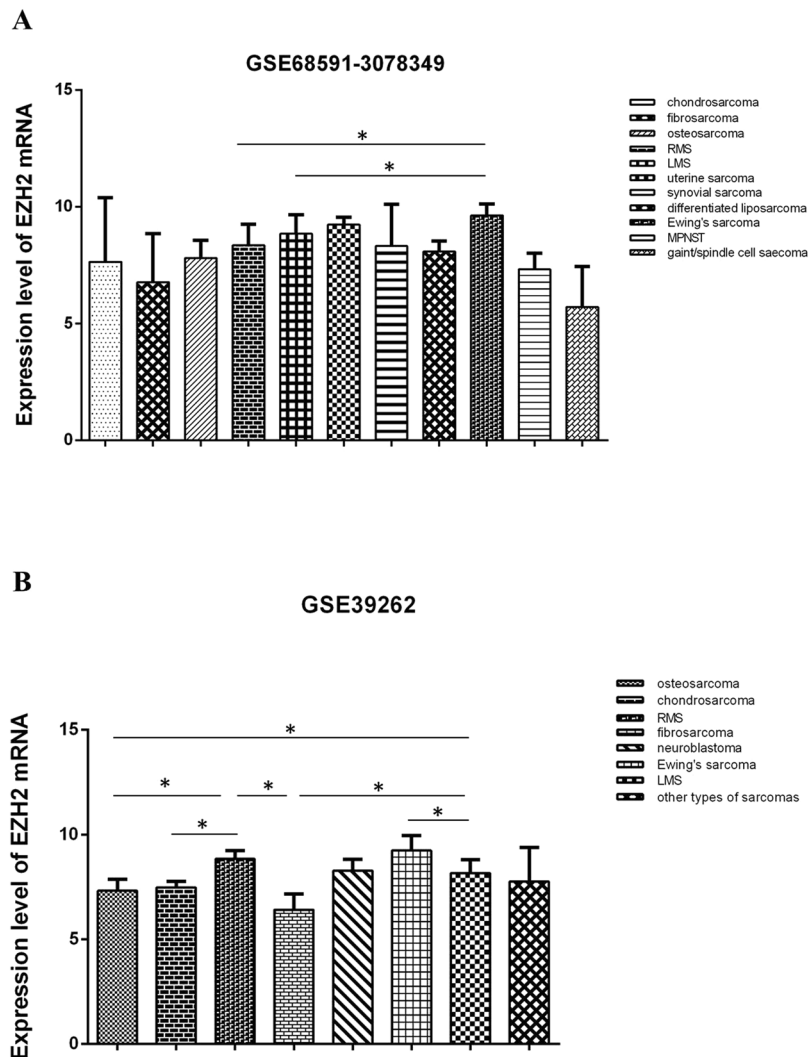 A
GSE68591-3078349
Expression level of EZH2 mRNA
15
10
5
0
*
*
chondrosarcoma
fibrosarcoma
osteosarcoma
RMS
LMS
uterine sarcoma
synovial sarcoma
differentiated liposarcoma
Ewing's sarcoma
MPNST
gaint/spindle cell saecoma
B
GSE39262
Expression level of EZH2 mRNA
15
10
5
0
*
*
*
*
*
*
osteosarcoma
chondrosarcoma
RMS
fibrosarcoma
neuroblastoma
Ewing's sarcoma
LMS
other types of sarcomas